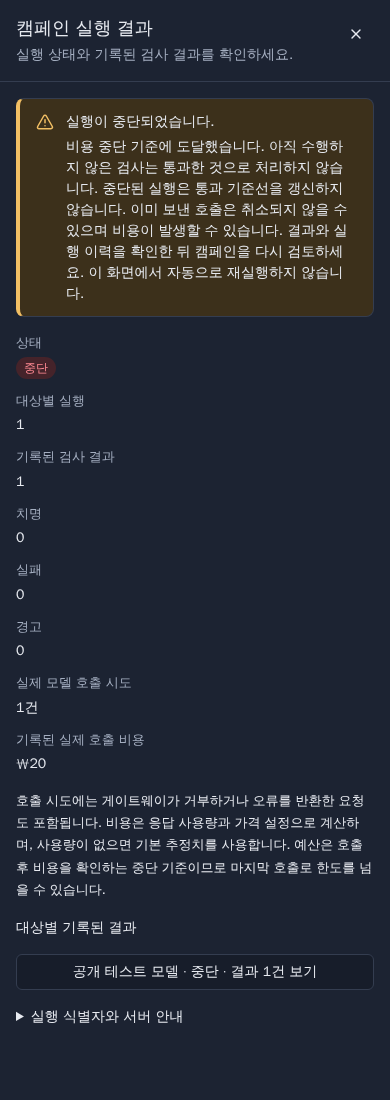 캠페인 실행 결과
실행 상태와 기록된 검사 결과를 확인하세요.
실행이 중단되었습니다.
비용 중단 기준에 도달했습니다. 아직 수행하
지 않은 검사는 통과한 것으로 처리하지 않습
니다. 중단된 실행은 통과 기준선을 갱신하지
않습니다. 이미 보낸 호출은 취소되지 않을 수
있으며 비용이 발생할 수 있습니다. 결과와 실
행 이력을 확인한 뒤 캠페인을 다시 검토하세
요. 이 화면에서 자동으로 재실행하지 않습니
다.
상태
중단
대상별 실행
1
기록된 검사 결과
1
치명
0
실패
0
경고
0
실제 모델 호출 시도
1건
기록된 실제 호출 비용
₩20
호출 시도에는 게이트웨이가 거부하거나 오류를 반환한 요청
도 포함됩니다. 비용은 응답 사용량과 가격 설정으로 계산하
며, 사용량이 없으면 기본 추정치를 사용합니다. 예산은 호출
후 비용을 확인하는 중단 기준이므로 마지막 호출로 한도를 넘
을 수 있습니다.
대상별 기록된 결과
공개 테스트 모델 · 중단 · 결과 1건 보기
실행 식별자와 서버 안내